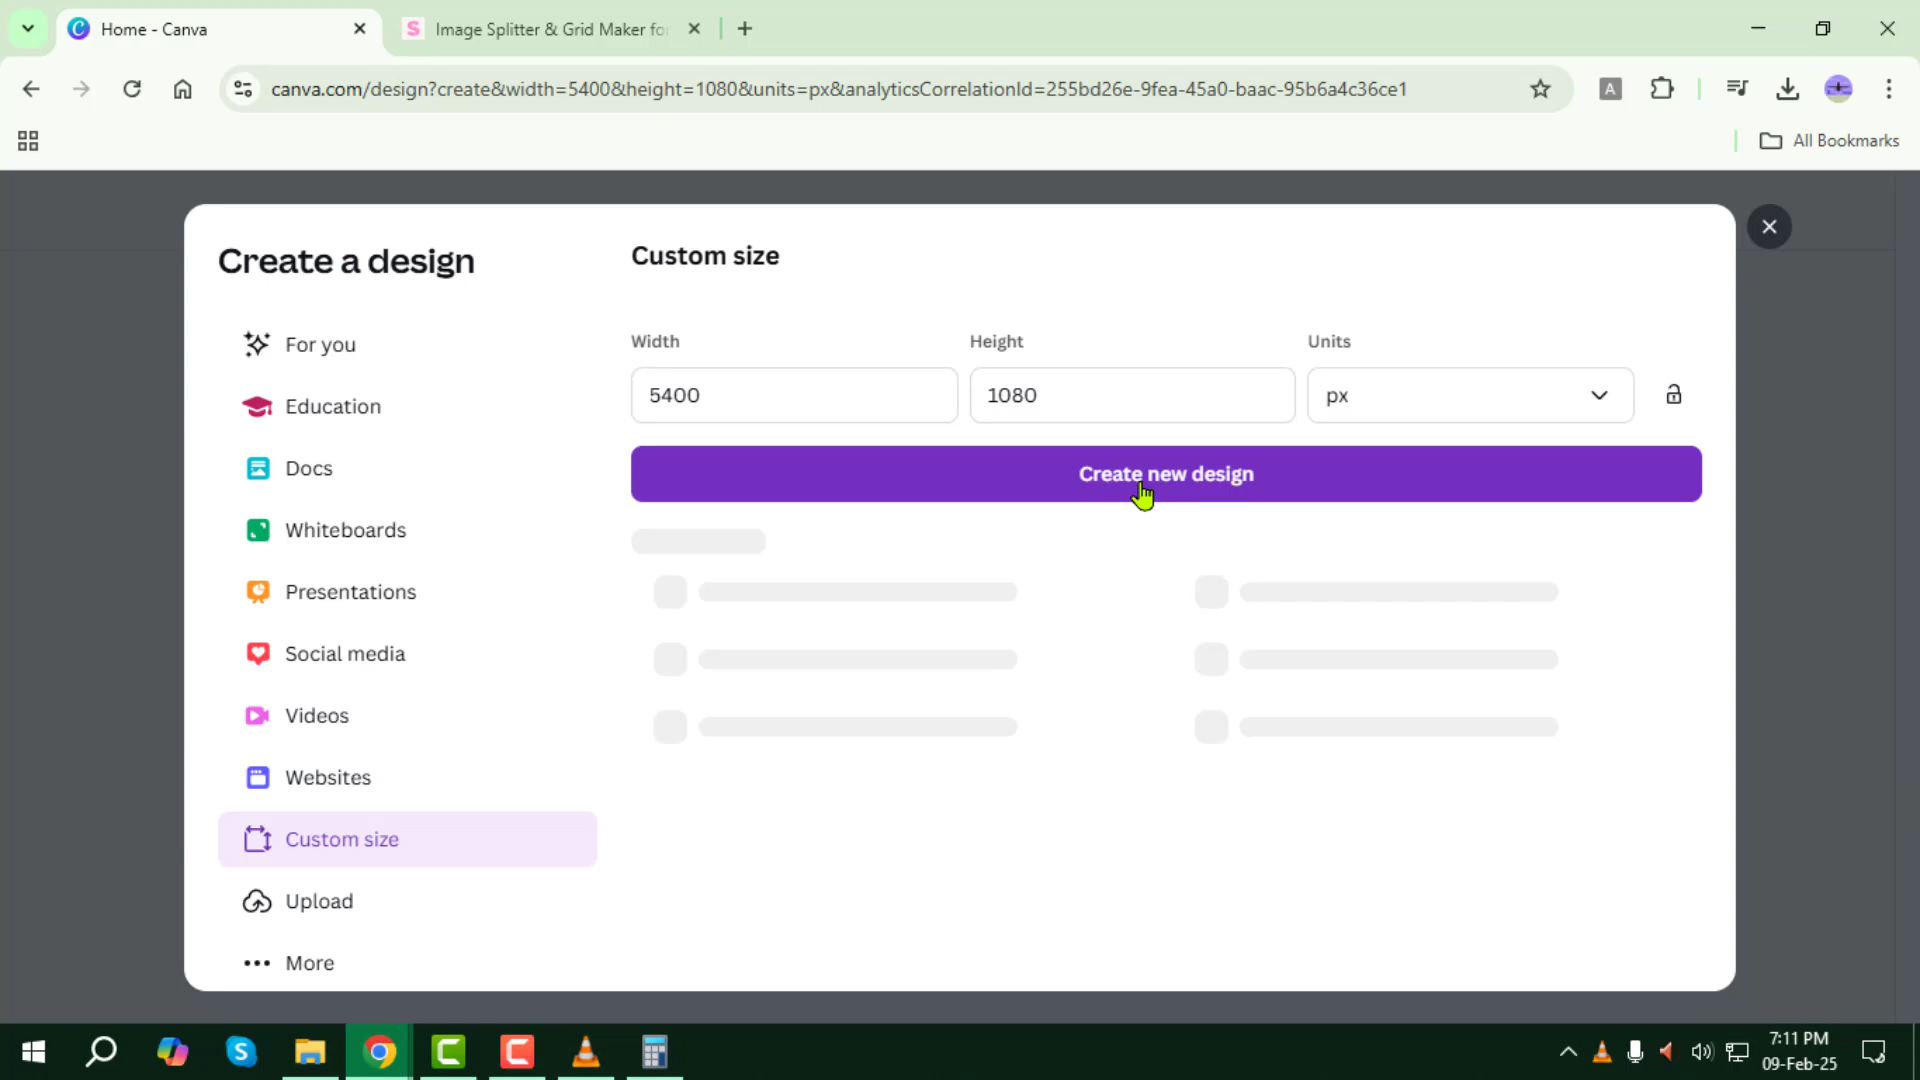 Home - Canva
Image Splitter & Grid Maker for
canva.com/design?create&width=5400&height=1080&units=px&analyticsCorrelationId=255bd26e-9fea-45a0-baac-95b6a4c36ce1
A
All Bookmarks
Create a design
For you
Education
Docs
Whiteboards
Presentations
Social media
Videos
Websites
Custom size
Upload
More
Custom size
Width
Height
Units
5400
1080
px
Create new design
7:11 PM
09-Feb-25